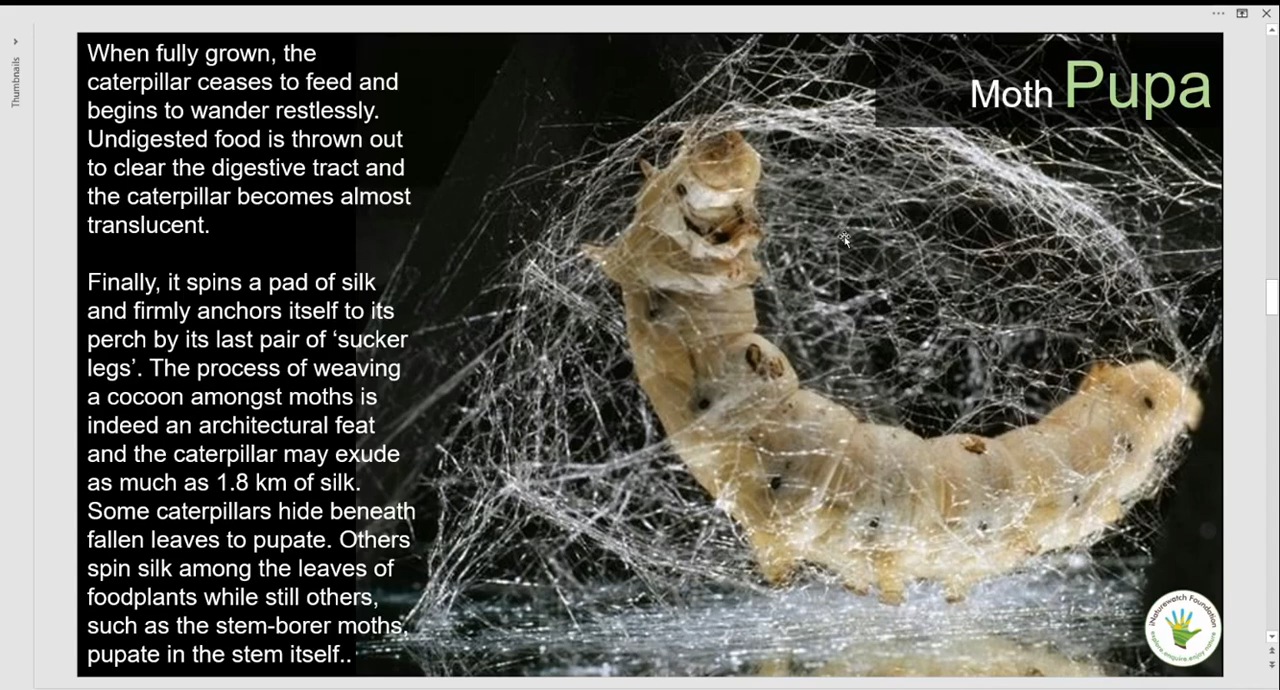 Thumbnails
When fully grown, the
caterpillar ceases to feed and
begins to wander restlessly.
Undigested food is thrown out
to clear the digestive tract and
the caterpillar becomes almost
translucent.
Finally, it spins a pad of silk
and firmly anchors itself to its
perch by its last pair of ‘sucker
legs’. The process of weaving
a cocoon amongst moths is
indeed an architectural feat
and the caterpillar may exude
as much as 1.8 km of silk.
Some caterpillars hide beneath
fallen leaves to pupate. Others
spin silk among the leaves of
foodplants while still others,
such as the stem-borer moths,
pupate in the stem itself..
Moth Pupa
iNaturewatch Foundation
explore.enquire.enjoy nature